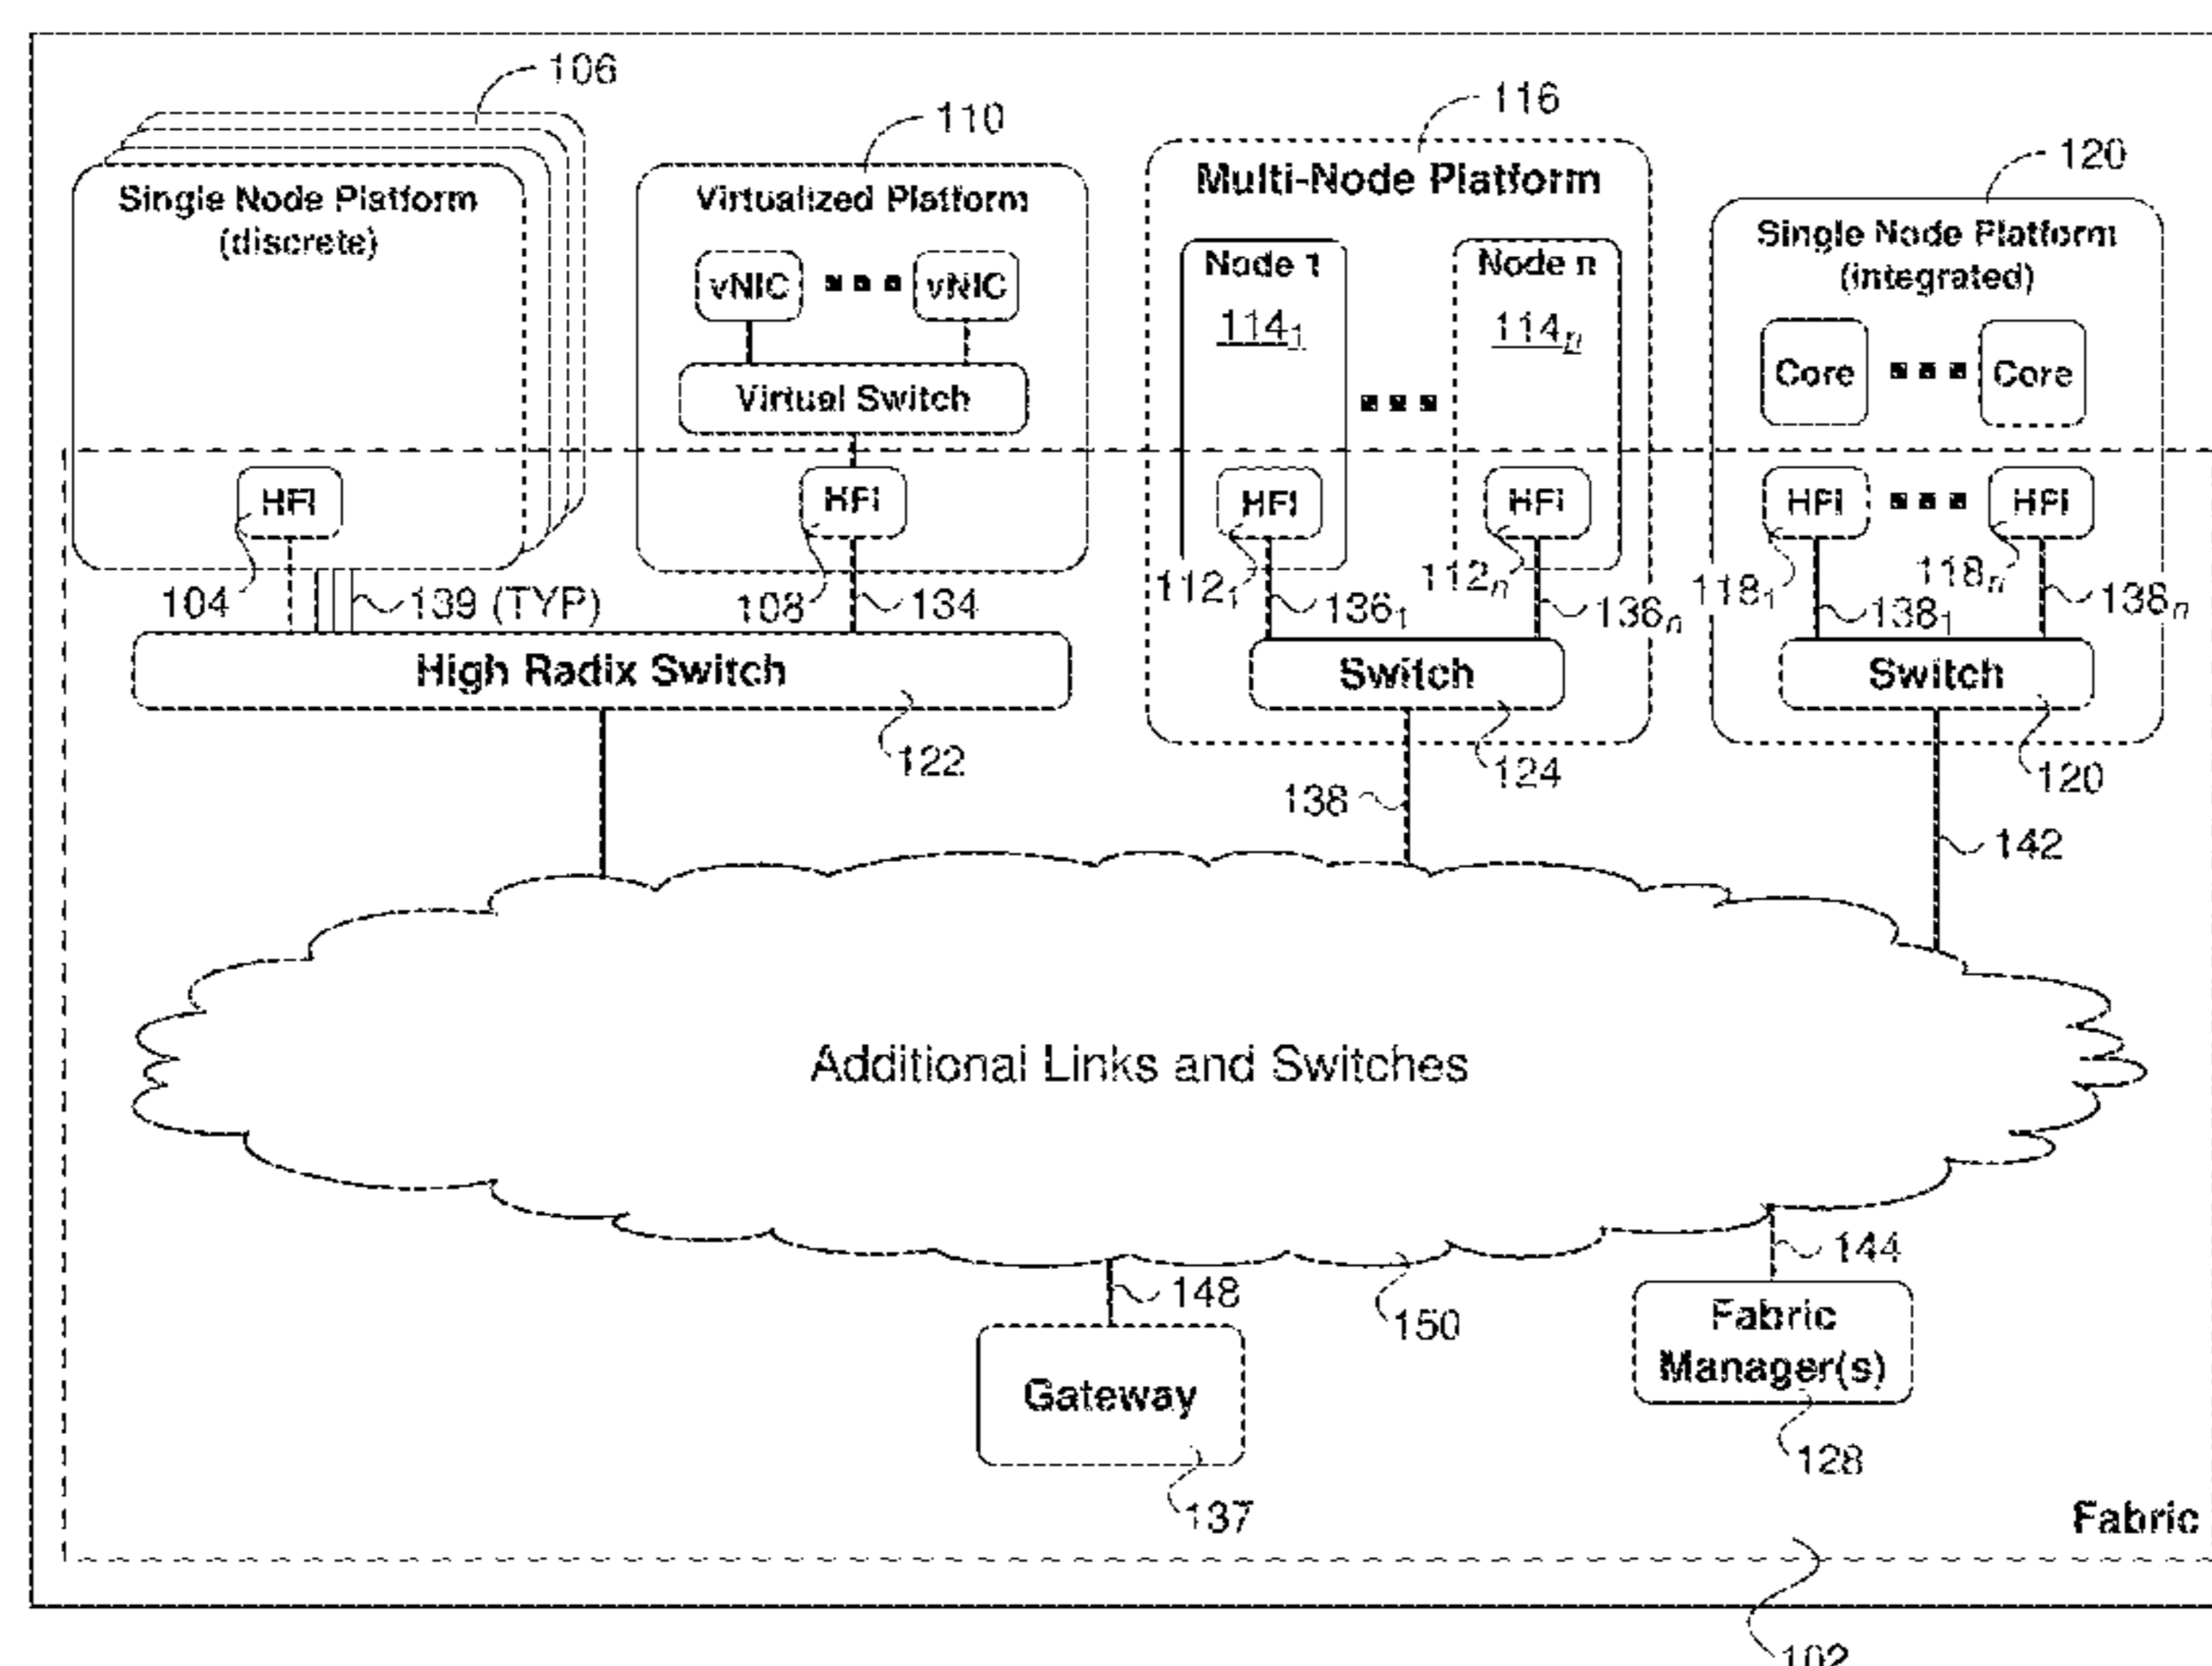 106
110
116
120
Single Node Platform
(discrete)
Virtualized Platform
Multi-Node Platform
Single Node Platform
(integrated)
vNIC
vNIC
Node 1
Node n
114₁
114ₙ
Virtual Switch
Core
Core
HFI
HFI
HFI
HFI
HFI
HFI
104
139 (TYP)
108
134
112₁
136₁
112ₙ
136ₙ
118₁
138₁
118ₙ
138ₙ
High Radix Switch
Switch
Switch
122
124
120
138
142
Additional Links and Switches
144
148
150
Fabric
Manager(s)
Gateway
128
137
Fabric
102